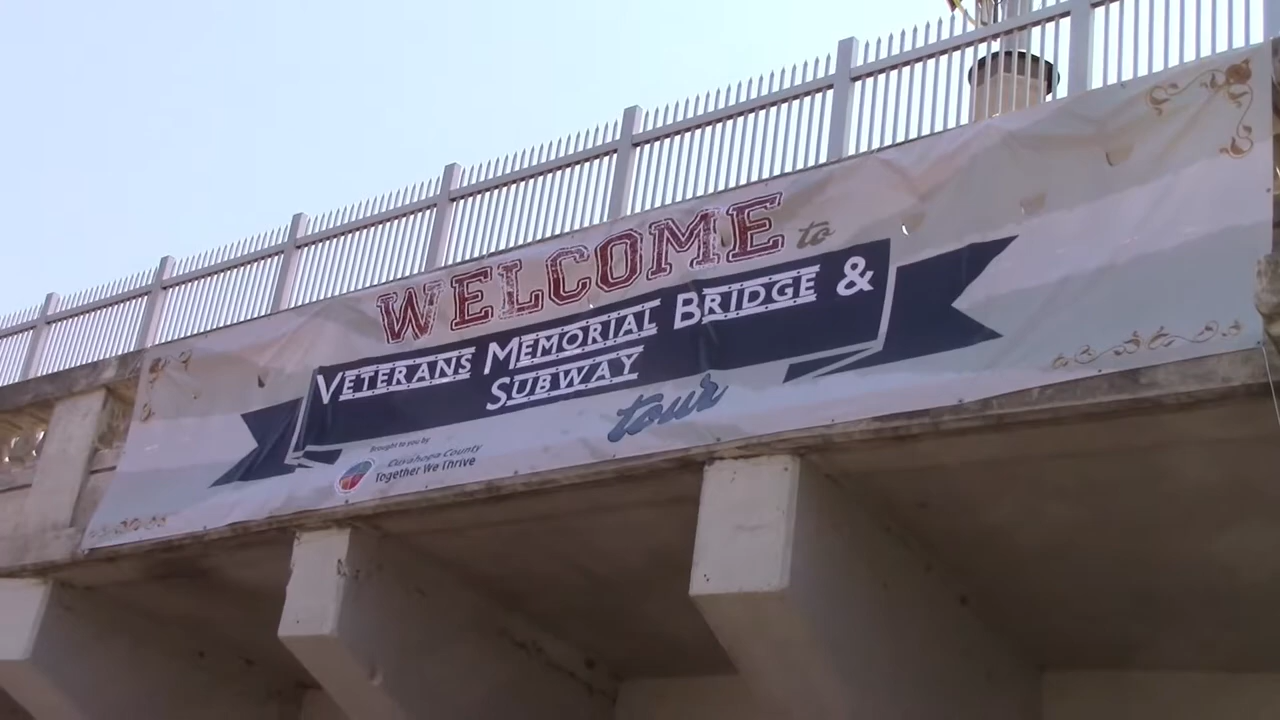 WELCOME to
VETERANS MEMORIAL BRIDGE &
SUBWAY
tour
Brought to you by
Cuyahoga County
Together We Thrive